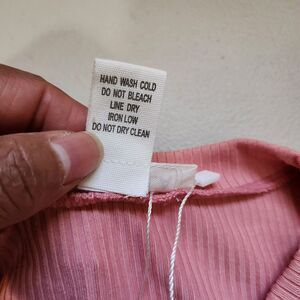 HAND WASH COLD
DO NOT BLEACH
LINE DRY
IRON LOW
DO NOT DRY CLEAN